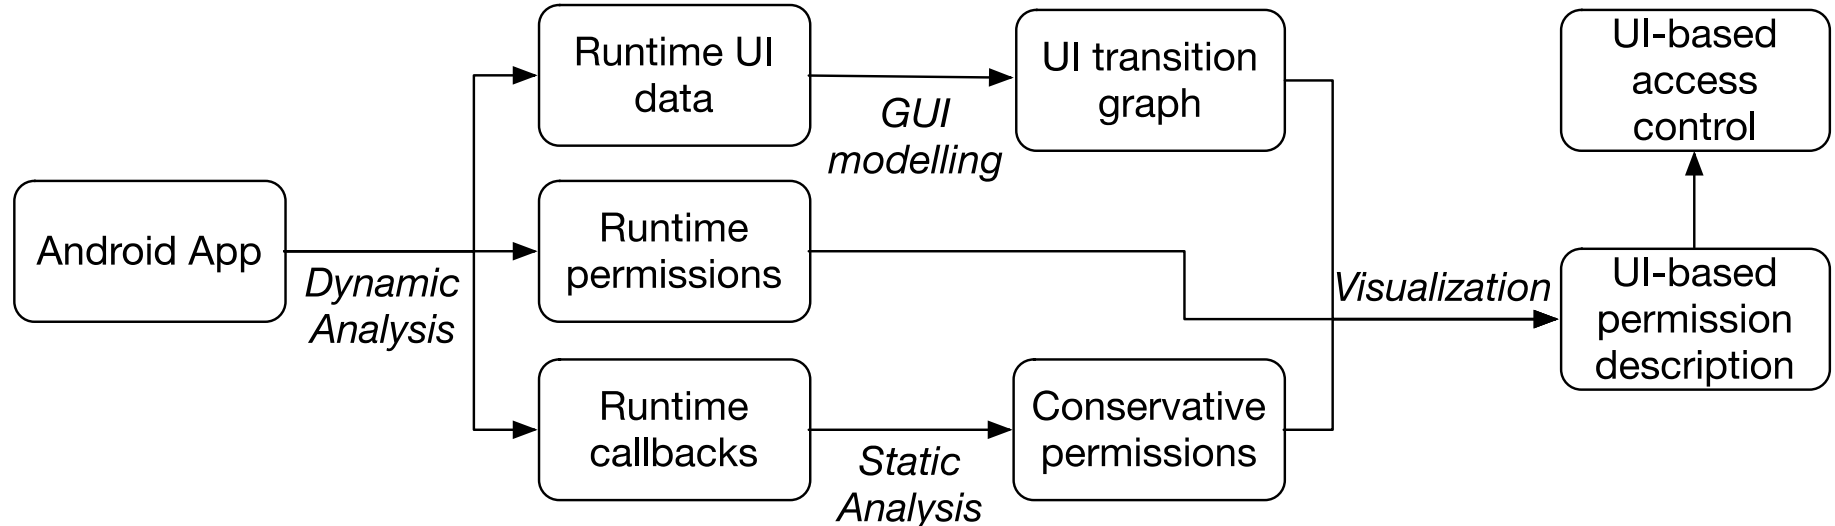 Android App
Dynamic
Analysis
Runtime UI
data
Runtime
permissions
Runtime
callbacks
GUI
modelling
Static
Analysis
UI transition
graph
Conservative
permissions
Visualization
UI-based
access
control
UI-based
permission
description